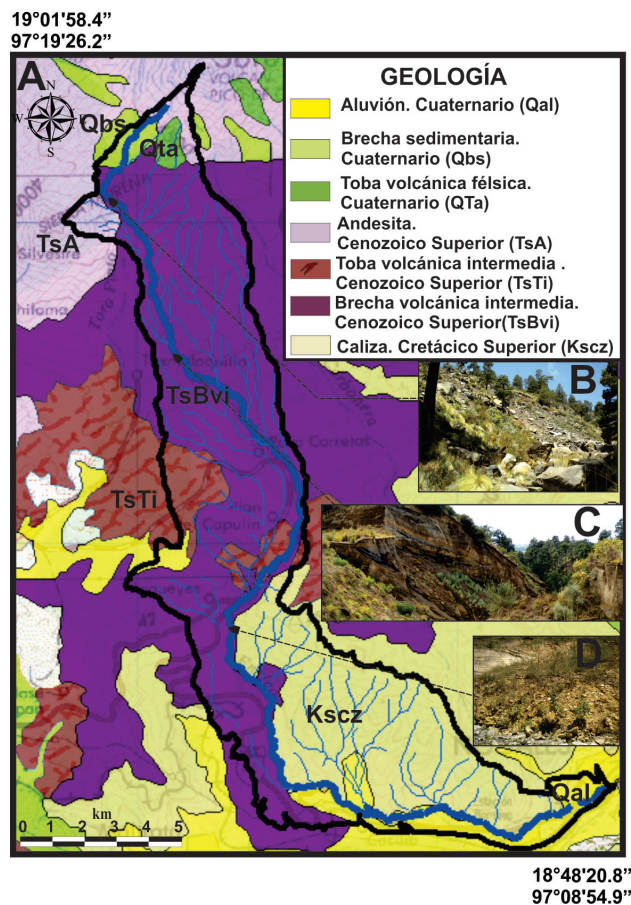 19°01'58.4”
97°19'26.2”
A
N
S
GEOLOGÍA
Aluvión. Cuaternario (Qal)
Brecha sedimentaria.
Cuaternario (Qbs)
Toba volcánica félsica.
Cuaternario (QTa)
Andesita.
Cenozoico Superior (TsA)
Toba volcánica intermedia .
Cenozoico Superior (TsTi)
Brecha volcánica intermedia.
Cenozoico Superior(TsBvi)
Caliza. Cretácico Superior (Kscz)
Qbs
Qta
TsA
Silvestre
B
TsBvi
Carretas
TsTi
Capulin
C
D
Kscz
Qal
km
0 1 2 3 4 5
18°48'20.8”
97°08'54.9”